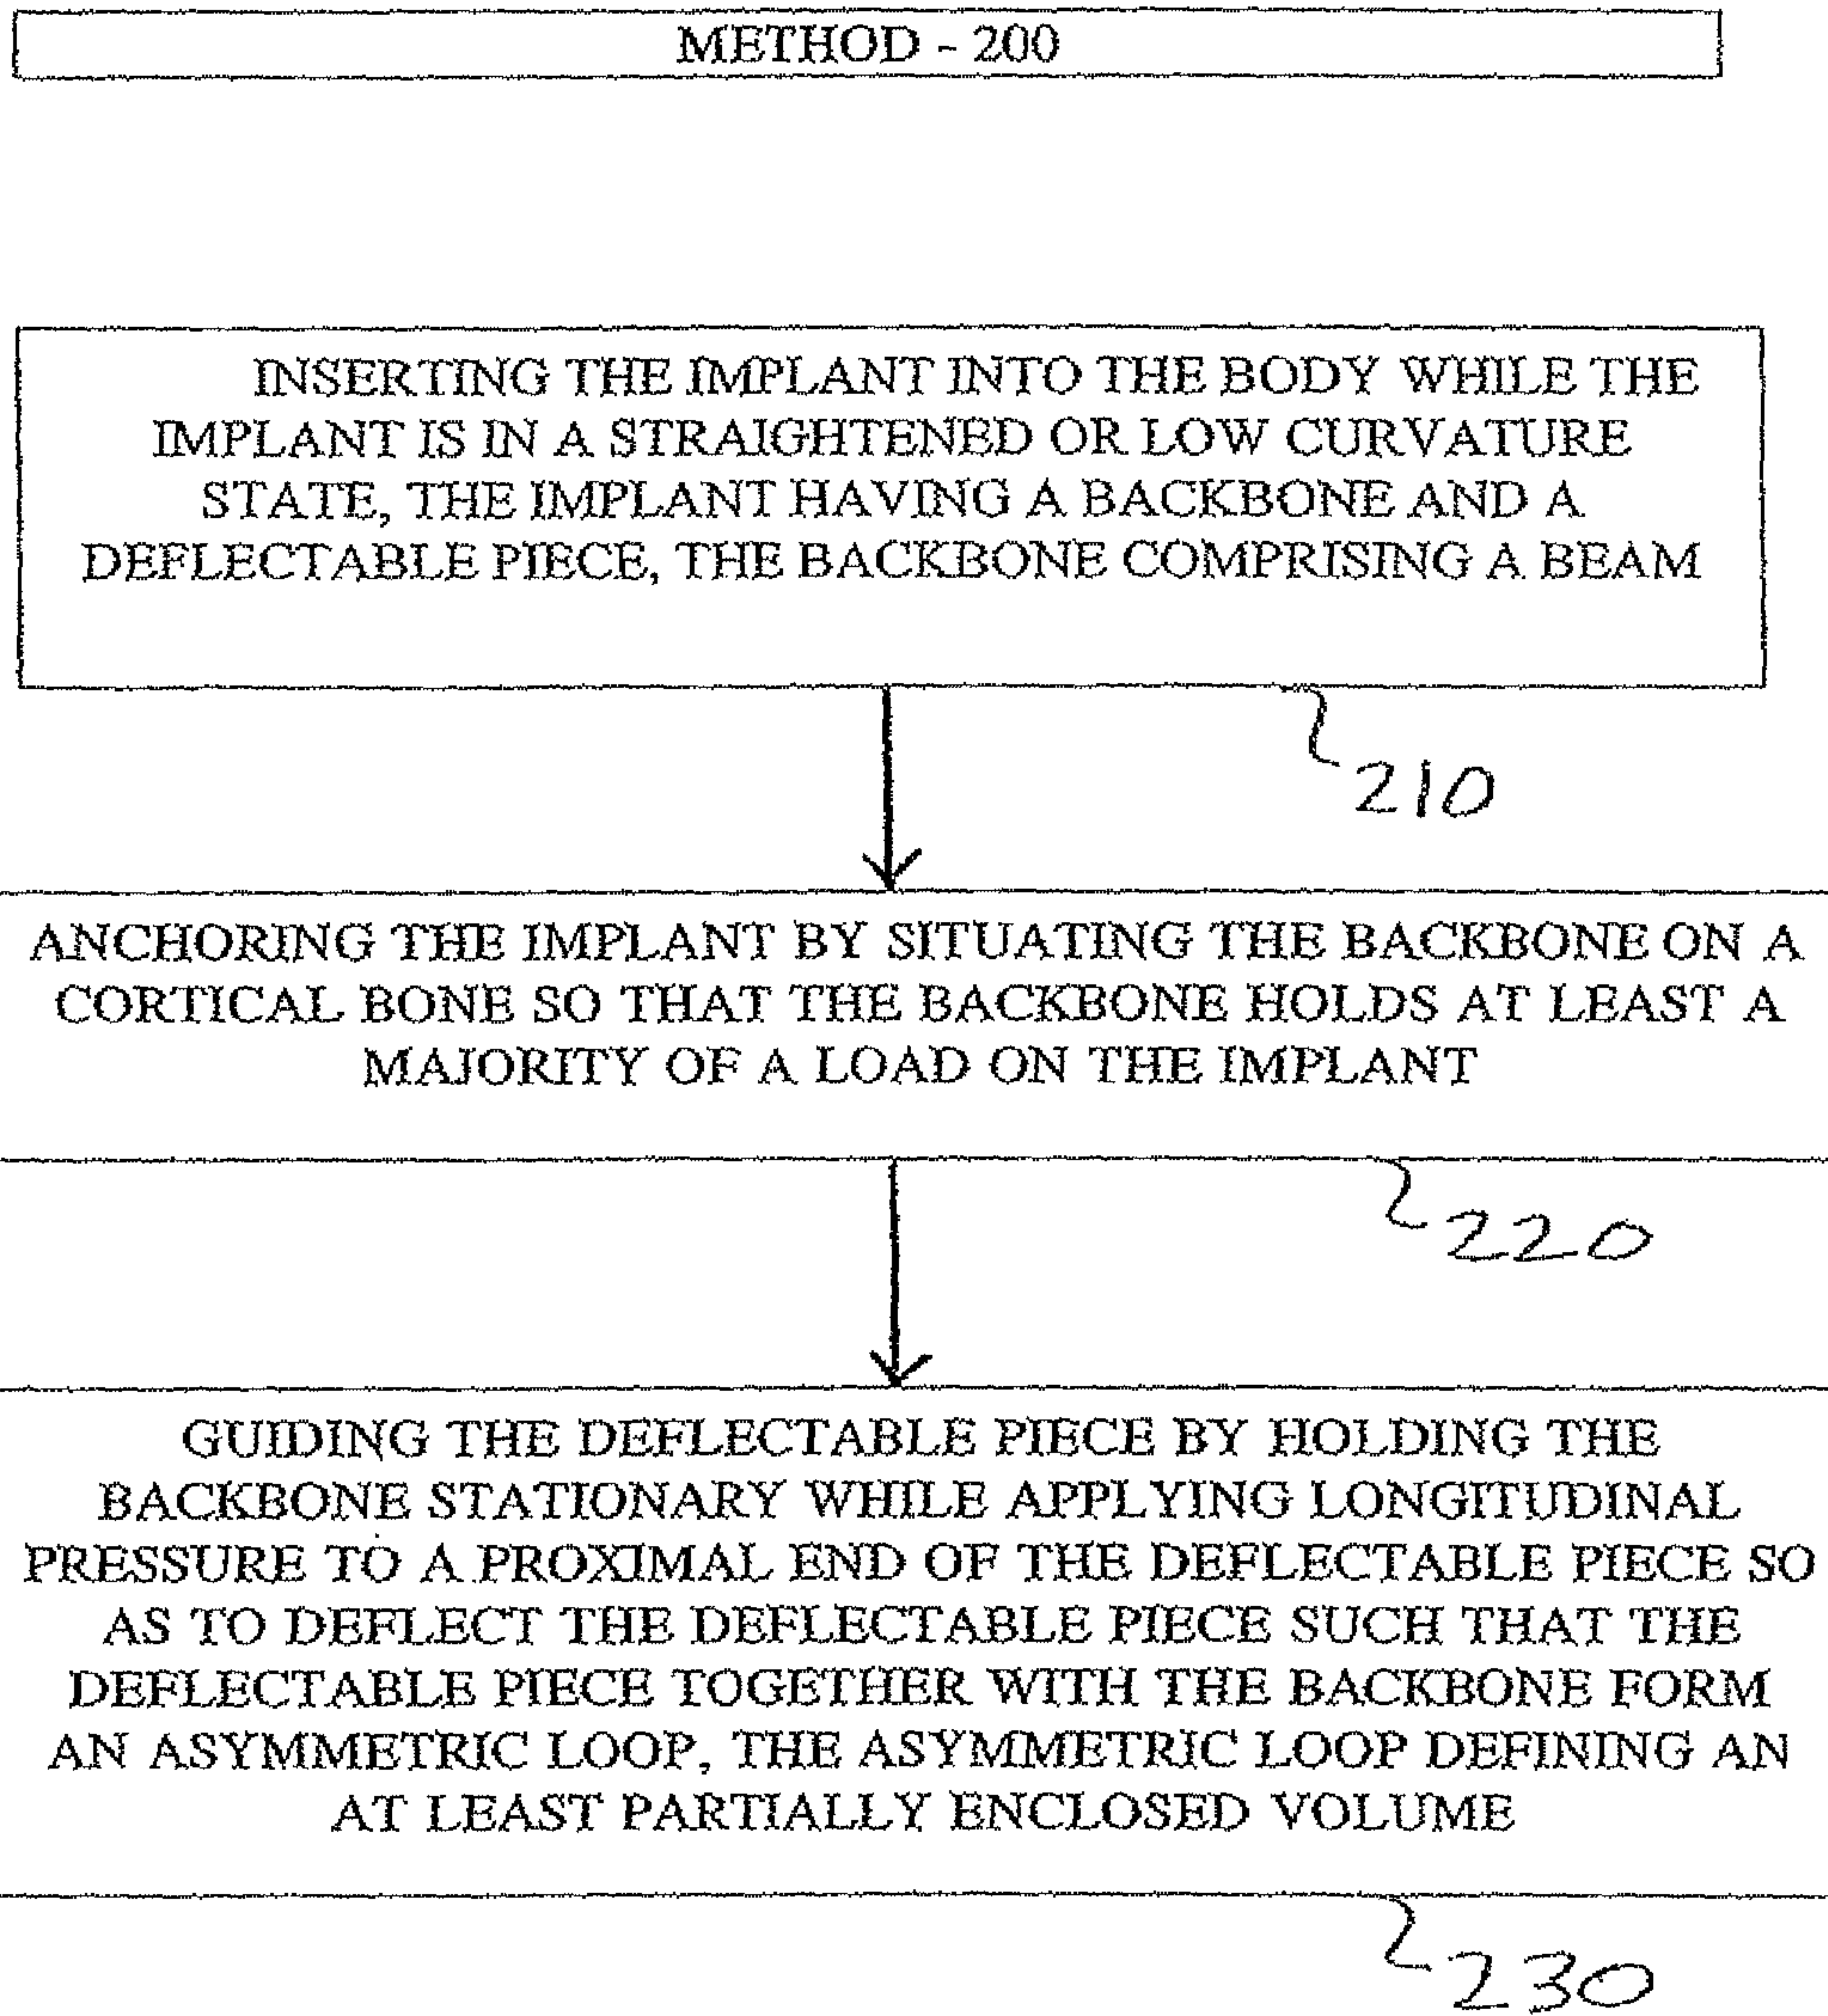 METHOD - 200
INSERTING THE IMPLANT INTO THE BODY WHILE THE
IMPLANT IS IN A STRAIGHTENED OR LOW CURVATURE
STATE, THE IMPLANT HAVING A BACKBONE AND A
DEFLECTABLE PIECE, THE BACKBONE COMPRISING A BEAM
210
ANCHORING THE IMPLANT BY SITUATING THE BACKBONE ON A
CORTICAL BONE SO THAT THE BACKBONE HOLDS AT LEAST A
MAJORITY OF A LOAD ON THE IMPLANT
220
GUIDING THE DEFLECTABLE PIECE BY HOLDING THE
BACKBONE STATIONARY WHILE APPLYING LONGITUDINAL
PRESSURE TO A PROXIMAL END OF THE DEFLECTABLE PIECE SO
AS TO DEFLECT THE DEFLECTABLE PIECE SUCH THAT THE
DEFLECTABLE PIECE TOGETHER WITH THE BACKBONE FORM
AN ASYMMETRIC LOOP, THE ASYMMETRIC LOOP DEFINING AN
AT LEAST PARTIALLY ENCLOSED VOLUME
230